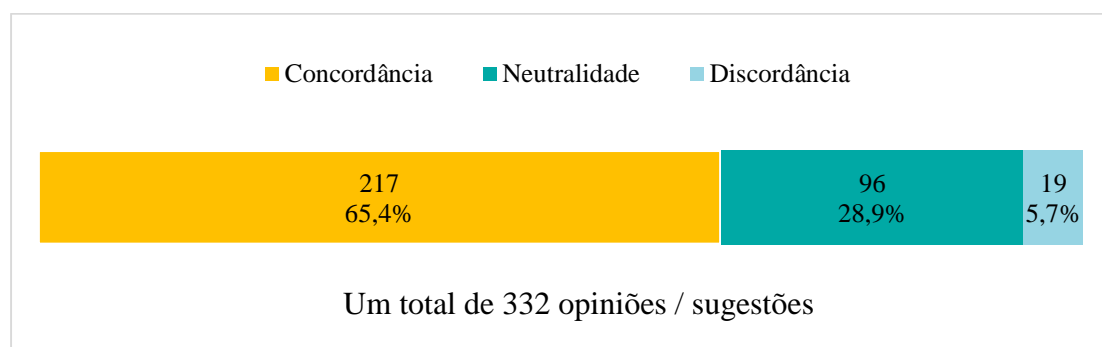 Concordância Neutralidade Discordância
217 96 19
65,4% 28,9% 5,7%
Um total de 332 opiniões / sugestões